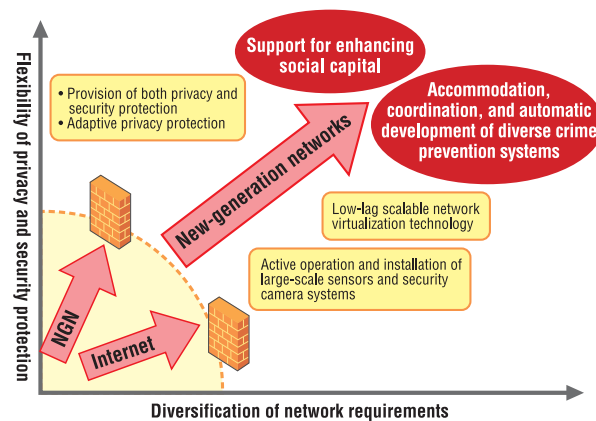 Flexibility of privacy and security protection
Support for enhancing
social capital
• Provision of both privacy and
security protection
• Adaptive privacy protection
Accommodation,
coordination, and automatic
development of diverse crime
prevention systems
New-generation networks
Low-lag scalable network
virtualization technology
Active operation and installation of
large-scale sensors and security
camera systems
NGN
Internet
Diversification of network requirements